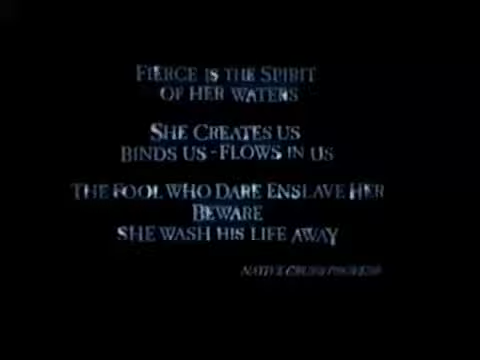 FIERCE IS THE SPIRIT
OF HER WATERS
SHE CREATES US
BINDS US - FLOWS IN US
THE FOOL WHO DARE ENSLAVE HER
BEWARE
SHE WASH HIS LIFE AWAY
NATIVE